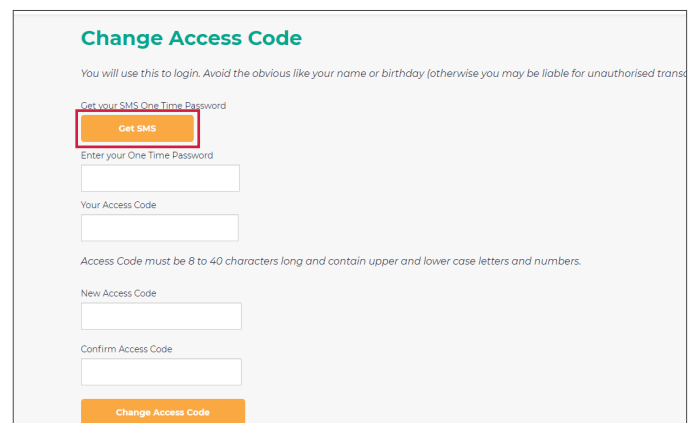 Change Access Code
You will use this to login. Avoid the obvious like your name or birthday (otherwise you may be liable for unauthorised
Get your SMS One Time Password
Get SMS
Enter your One Time Password
Your Access Code
Access Code must be 8 to 40 characters long and contain upper and lower case letters and numbers.
New Access Code
Confirm Access Code
Change Access Code